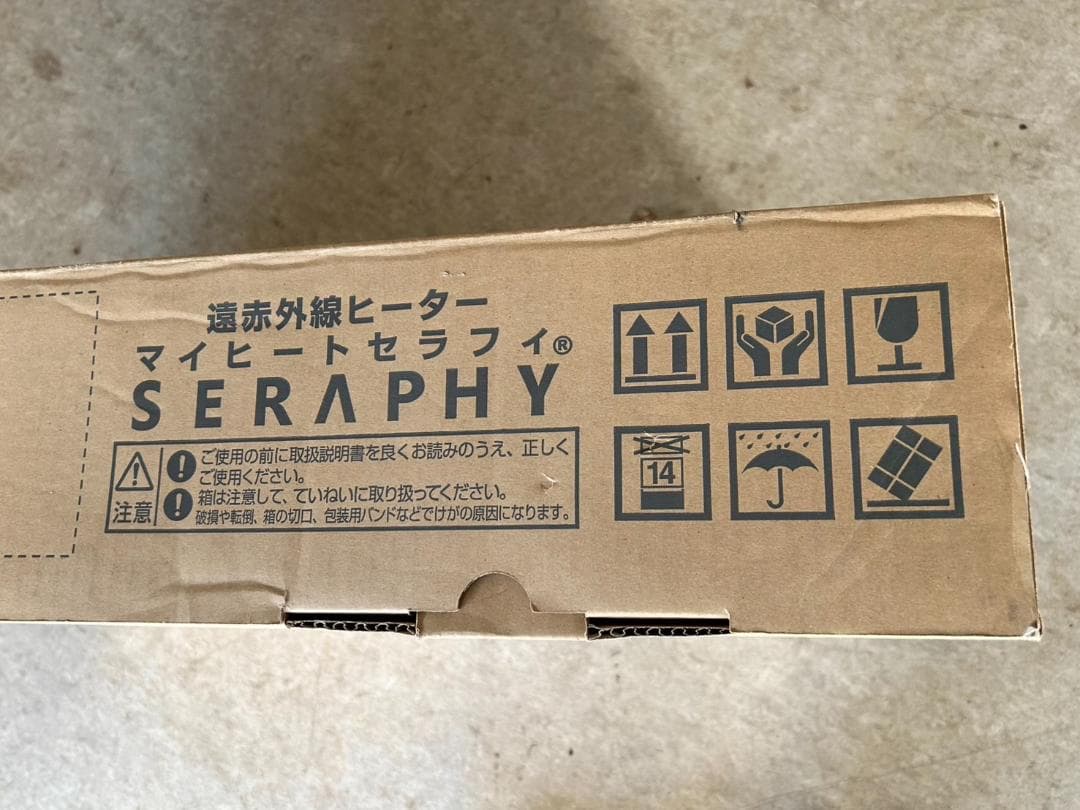 遠赤外線ヒーター
マイヒートセラフィ®
SERAPHY
注意
ご使用の前に取扱説明書を良くお読みのうえ、正しく
ご使用ください。
箱は注意して、ていねいに取り扱ってください。
破損や転倒、箱の切口、包装用バンドなどでけがの原因になります。
14